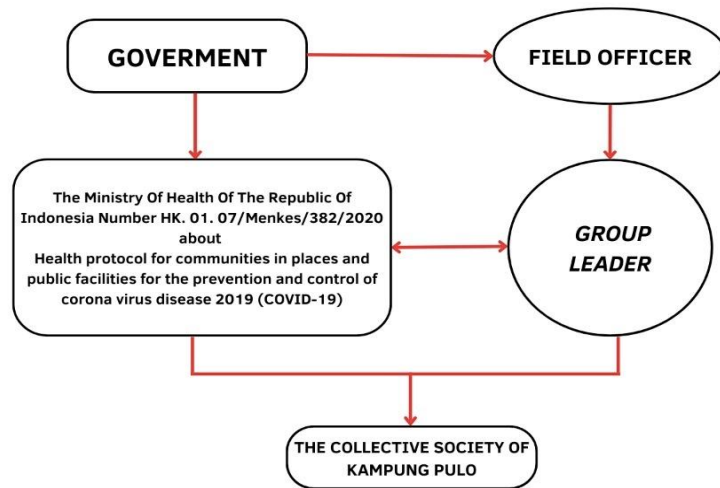 GOVERMENT
FIELD OFFICER
The Ministry Of Health Of The Republic Of
Indonesia Number HK. 01. 07/Menkes/382/2020
about
Health protocol for communities in places and
public facilities for the prevention and control of
corona virus disease 2019 (COVID-19)
GROUP
LEADER
THE COLLECTIVE SOCIETY OF
KAMPUNG PULO